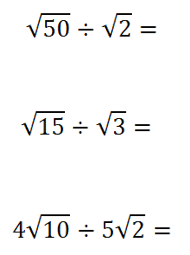 √50 ÷ √2 =
√15 ÷ √3 =
4√10 ÷ 5√2 =